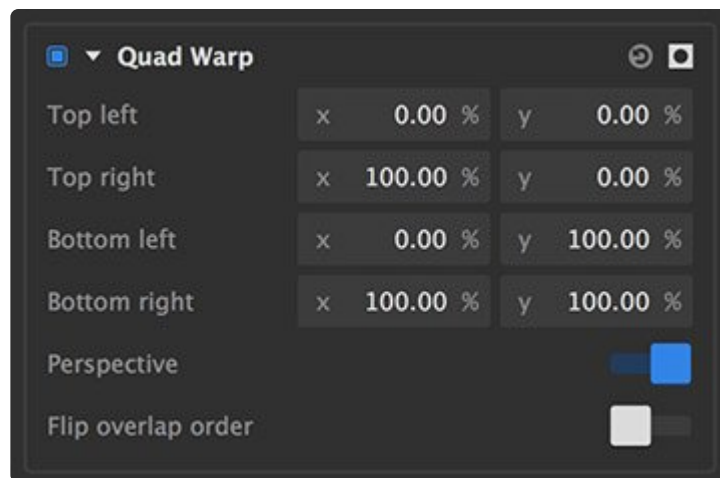 Quad Warp
Top left x 0.00 % y 0.00 %
Top right x 100.00 % y 0.00 %
Bottom left x 0.00 % y 100.00 %
Bottom right x 100.00 % y 100.00 %
Perspective
Flip overlap order